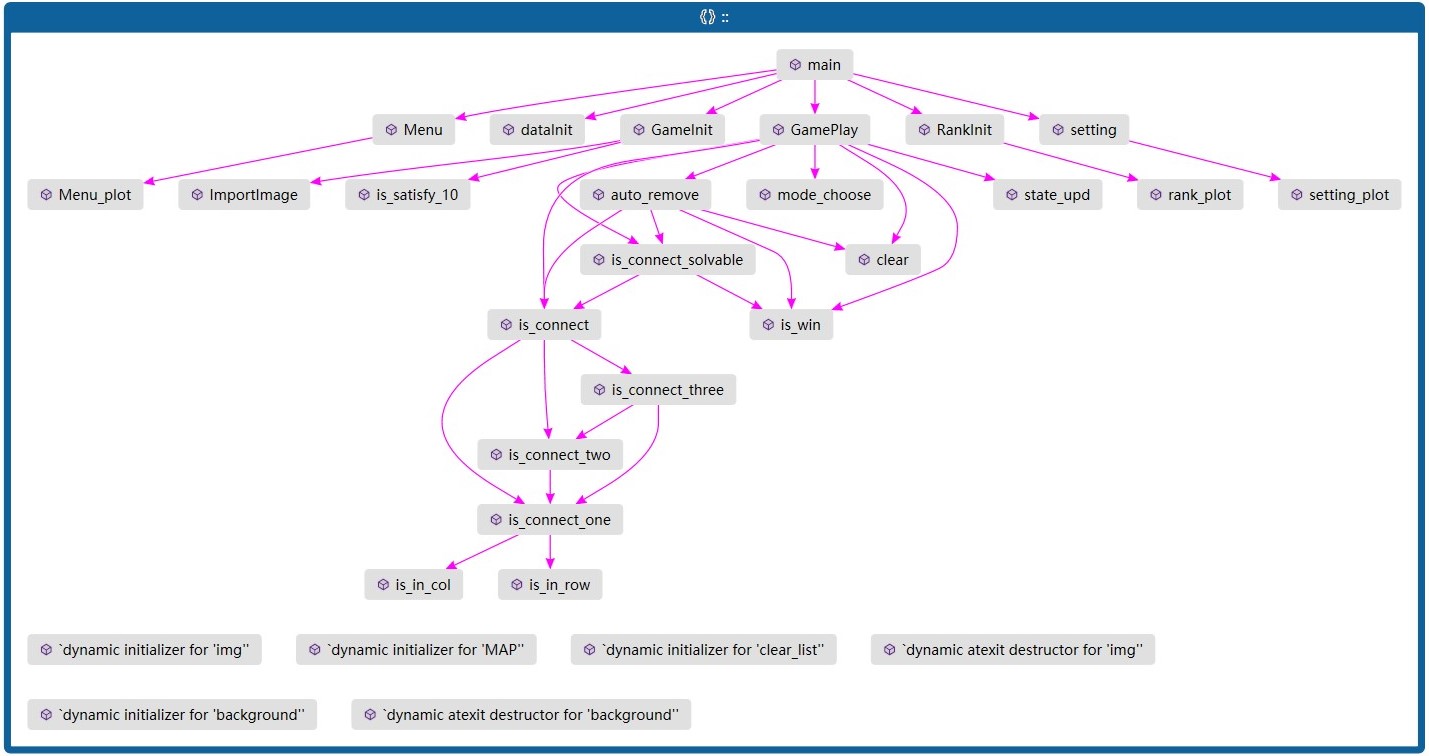 ::
main
Menu dataInit GameInit GamePlay RankInit setting
Menu_plot ImportImage is_satisfy_10 auto_remove mode_choose state_upd rank_plot setting_plot
is_connect_solvable clear
is_connect is_win
is_connect_three
is_connect_two
is_connect_one
is_in_col is_in_row
`dynamic initializer for 'img'' `dynamic initializer for 'MAP'' `dynamic initializer for 'clear_list'' `dynamic atexit destructor for 'img''
`dynamic initializer for 'background'' `dynamic atexit destructor for 'background''